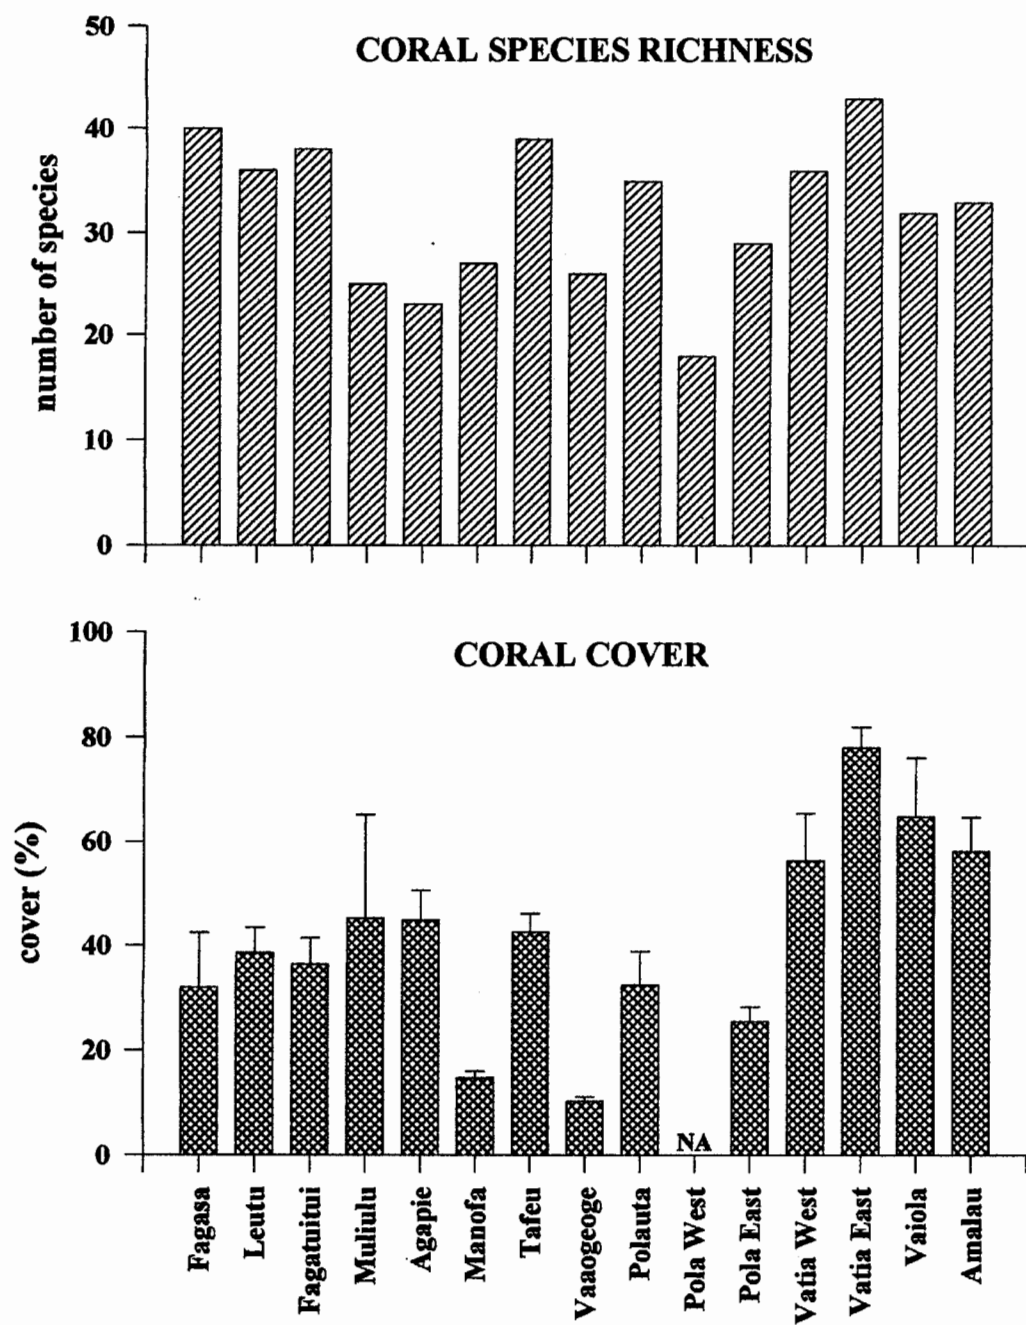 CORAL SPECIES RICHNESS
number of species
50
40
30
20
10
0
CORAL COVER
cover (%)
100
80
60
40
20
0
NA
Fagasa
Leutu
Fagatuitui
Muliulu
Agapie
Manofa
Tafeu
Vaaogeoge
Polauta
Pola West
Pola East
Vatia West
Vatia East
Vaiola
Amalau